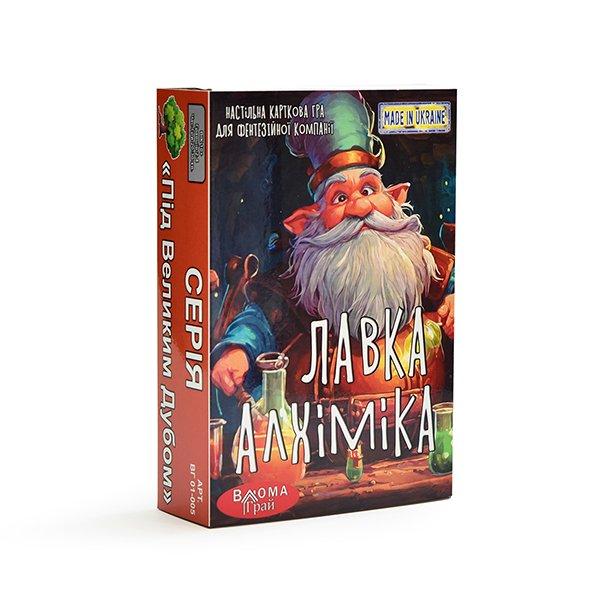 НАСТІЛЬНА КАРТКОВА ГРА
ДЛЯ ФЕНТЕЗІЙНОЇ КОМПАНІЇ
MADE IN UKRAINE
ЛАВКА
АЛХІМІКА
ВДОМА
Грай
СЕРІЯ
«Під Великим Дубом»
АРТ.
ВГ 01-005